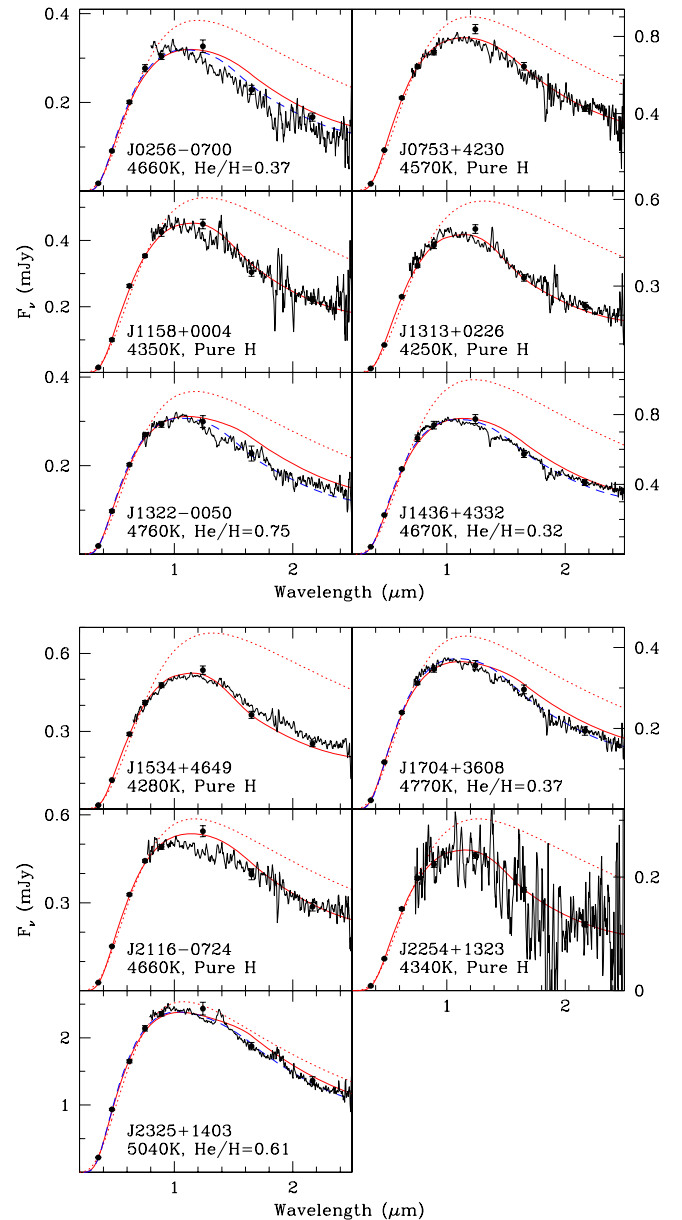 0.4
0.2
J0256−0700
4660K, He/H=0.37
0.8
0.4
J0753+4230
4570K, Pure H
0.4
0.2
F_ν (mJy)
J1158+0004
4350K, Pure H
0.6
0.3
J1313+0226
4250K, Pure H
0.4
0.2
J1322−0050
4760K, He/H=0.75
0.8
0.4
J1436+4332
4670K, He/H=0.32
1 2 1 2
Wavelength (μm)
0.6
0.3
J1534+4649
4280K, Pure H
0.4
0.2
J1704+3608
4770K, He/H=0.37
0.6
0.3
F_ν (mJy)
J2116−0724
4660K, Pure H
0.2
0
J2254+1323
4340K, Pure H
1 2
2
1
J2325+1403
5040K, He/H=0.61
1 2
Wavelength (μm)